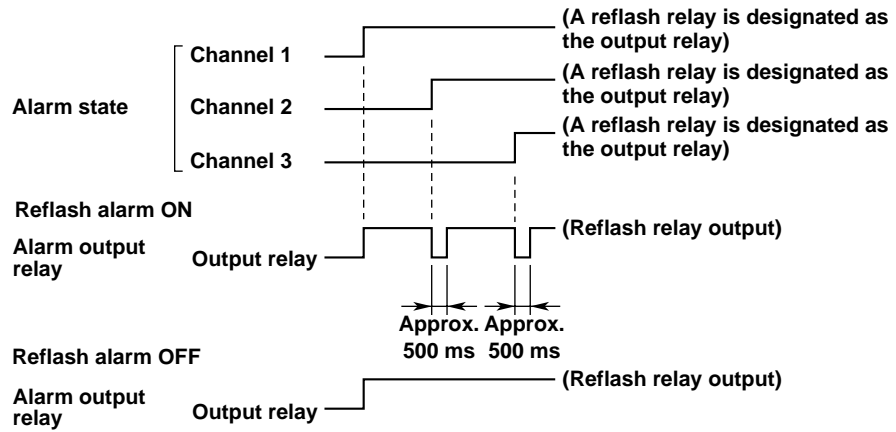 (A reflash relay is designated as
the output relay)
Channel 1
(A reflash relay is designated as
the output relay)
Alarm state
Channel 2
(A reflash relay is designated as
the output relay)
Channel 3
Reflash alarm ON
Alarm output
relay
Output relay
(Reflash relay output)
Approx. Approx.
500 ms 500 ms
Reflash alarm OFF
Alarm output
relay
Output relay
(Reflash relay output)